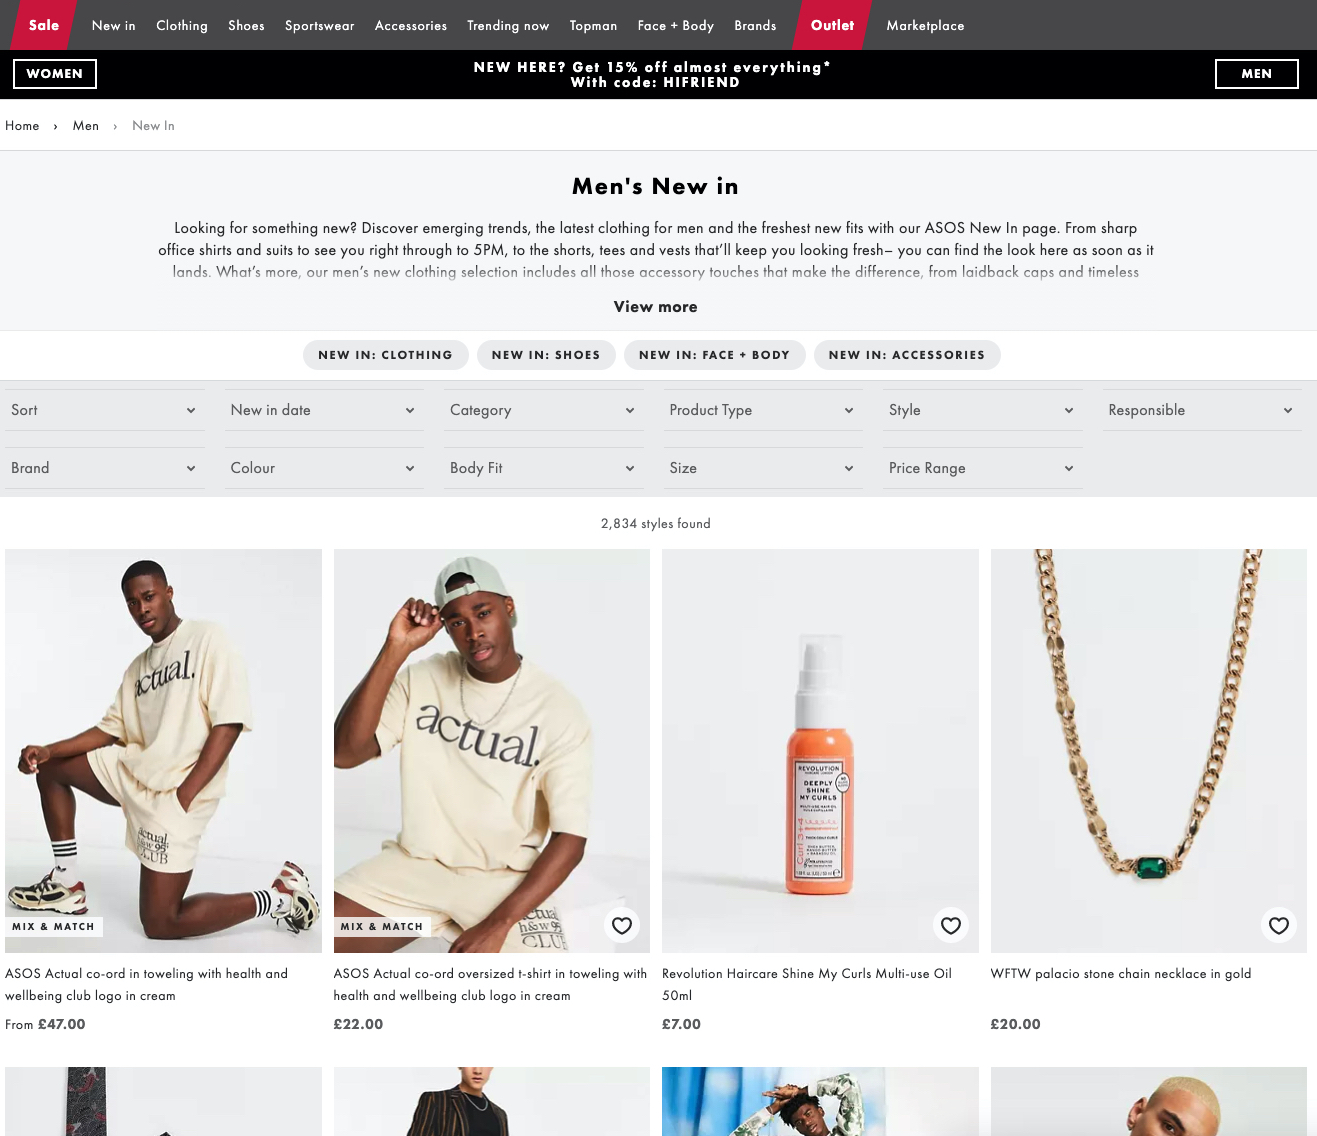 Sale New in Clothing Shoes Sportswear Accessories Trending now Topman Face + Body Brands Outlet Marketplace
WOMEN
NEW HERE? Get 15% off almost everything*
With code: HIFRIEND
MEN
Home › Men › New In
Men's New in
Looking for something new? Discover emerging trends, the latest clothing for men and the freshest new fits with our ASOS New In page. From sharp
office shirts and suits to see you right through to 5PM, to the shorts, tees and vests that'll keep you looking fresh– you can find the look here as soon as it
lands. What's more, our men's new clothing selection includes all those accessory touches that make the difference, from laidback caps and timeless
View more
NEW IN: CLOTHING NEW IN: SHOES NEW IN: FACE + BODY NEW IN: ACCESSORIES
Sort New in date Category Product Type Style Responsible
Brand Colour Body Fit Size Price Range
2,834 styles found
actual.
actual.
CLUB
MIX & MATCH
actual.
CLU
MIX & MATCH
REVOLUTION
HAIRCARE LONDON
DEEPLY
SHINE
MY CURLS
MULTI-USE HAIR OIL
Curl 3+4
ASOS Actual co-ord in toweling with health and
wellbeing club logo in cream
From £47.00
ASOS Actual co-ord oversized t-shirt in toweling with
health and wellbeing club logo in cream
£22.00
Revolution Haircare Shine My Curls Multi-use Oil
50ml
£7.00
WFTW palacio stone chain necklace in gold
£20.00